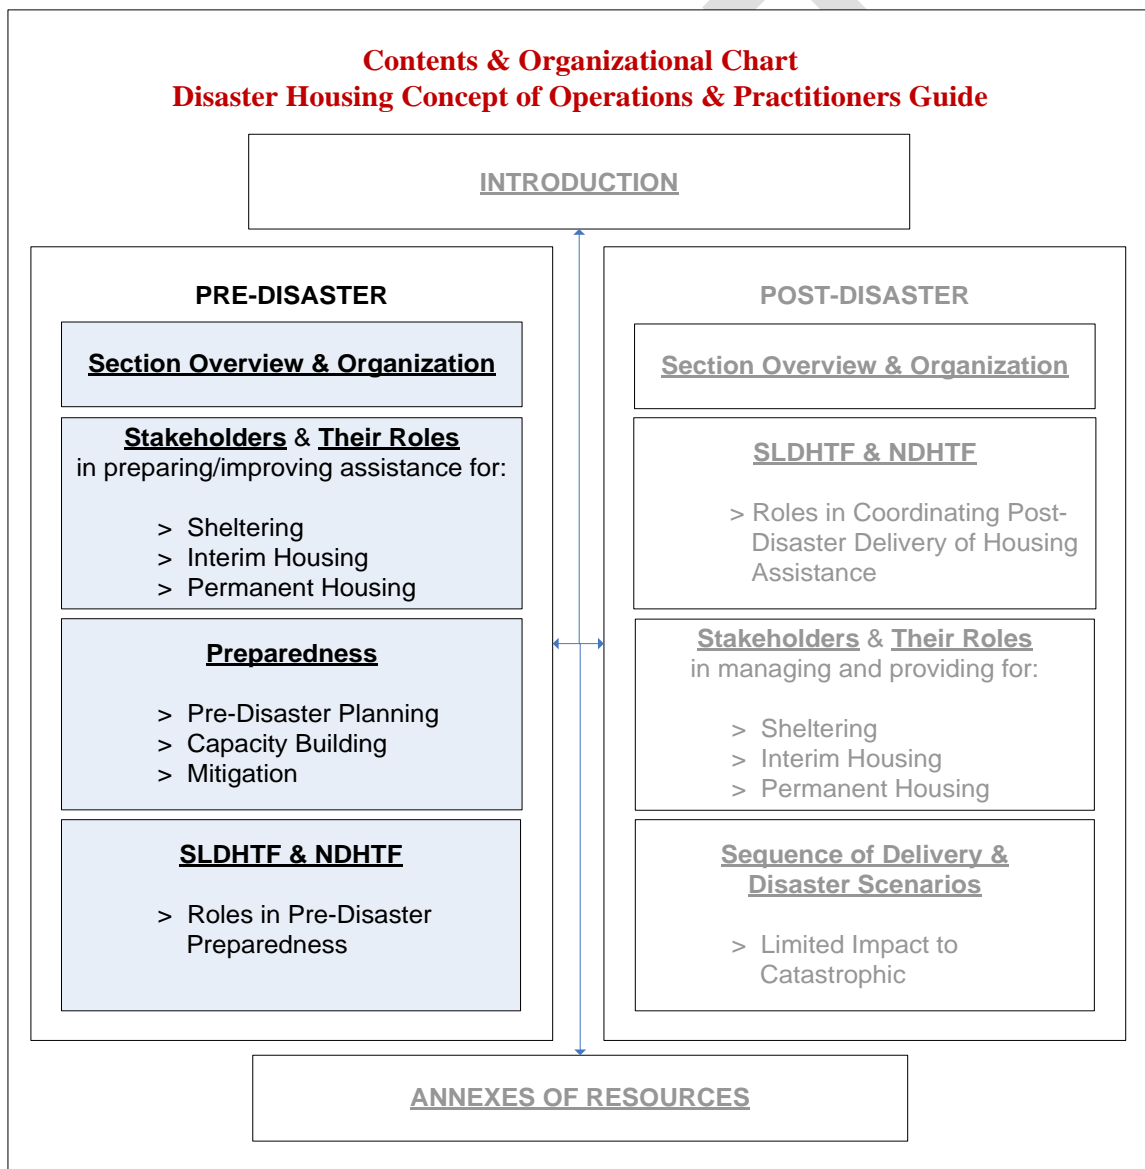 Contents & Organizational Chart
Disaster Housing Concept of Operations & Practitioners Guide
INTRODUCTION
PRE-DISASTER
Section Overview & Organization
Stakeholders & Their Roles
in preparing/improving assistance for:
> Sheltering
> Interim Housing
> Permanent Housing
Preparedness
> Pre-Disaster Planning
> Capacity Building
> Mitigation
SLDHTF & NDHTF
> Roles in Pre-Disaster
Preparedness
POST-DISASTER
Section Overview & Organization
SLDHTF & NDHTF
> Roles in Coordinating Post-
Disaster Delivery of Housing
Assistance
Stakeholders & Their Roles
in managing and providing for:
> Sheltering
> Interim Housing
> Permanent Housing
Sequence of Delivery &
Disaster Scenarios
> Limited Impact to
Catastrophic
ANNEXES OF RESOURCES